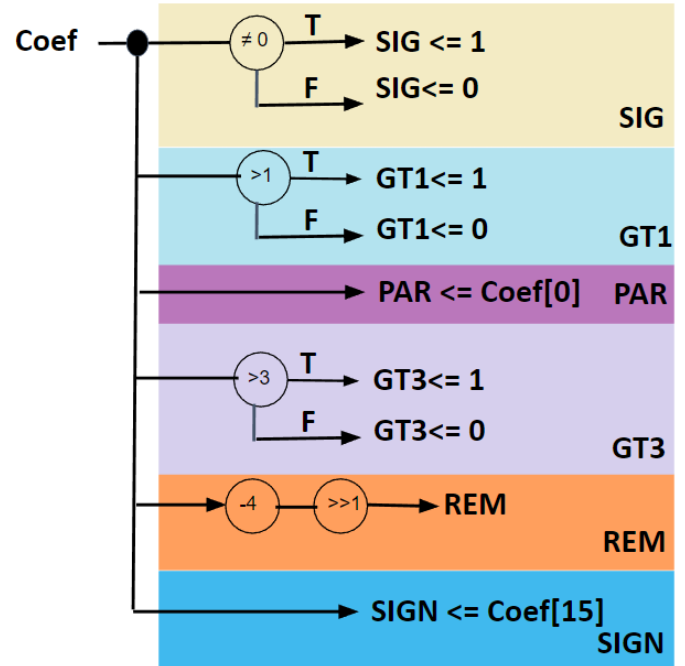 Coef
≠ 0
T
SIG <= 1
F
SIG<= 0
SIG
>1
T
GT1<= 1
F
GT1<= 0
GT1
PAR <= Coef[0]
PAR
>3
T
GT3<= 1
F
GT3<= 0
GT3
-4
>>1
REM
REM
SIGN <= Coef[15]
SIGN